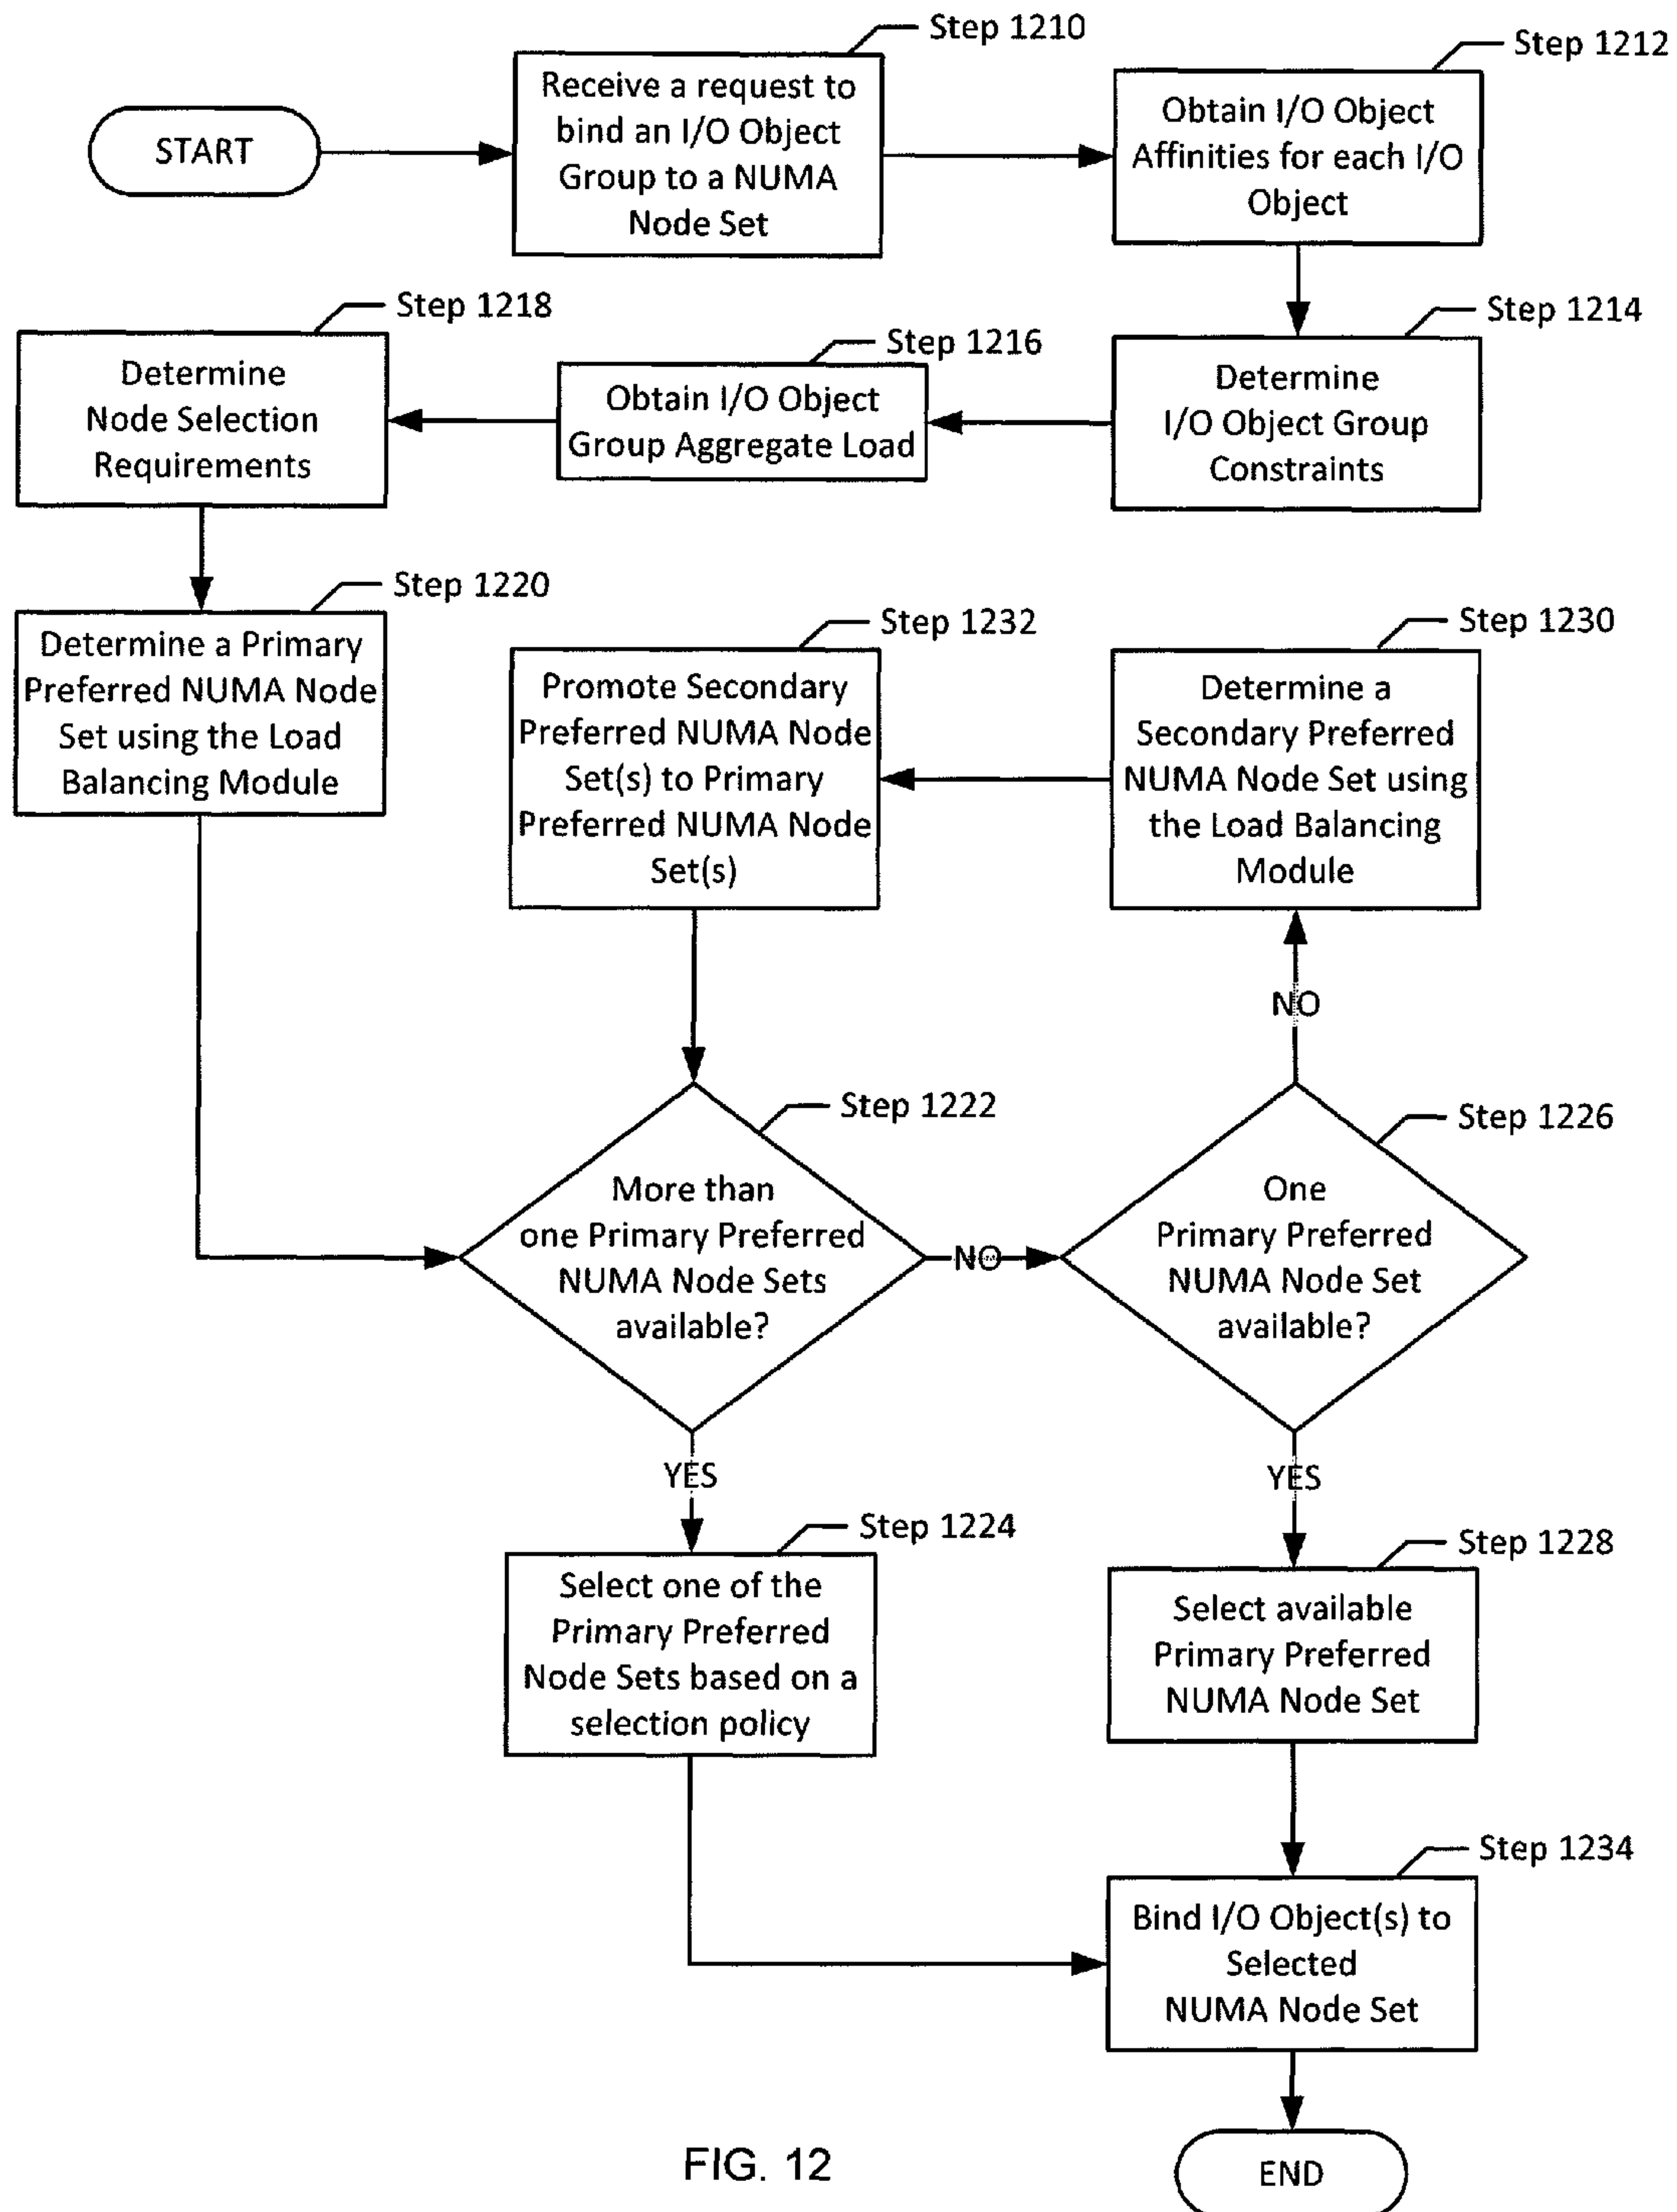 Step 1210
START
Receive a request to
bind an I/O Object
Group to a NUMA
Node Set
Step 1212
Obtain I/O Object
Affinities for each I/O
Object
Step 1214
Determine
I/O Object Group
Constraints
Step 1216
Obtain I/O Object
Group Aggregate Load
Step 1218
Determine
Node Selection
Requirements
Step 1220
Determine a Primary
Preferred NUMA Node
Set using the Load
Balancing Module
Step 1232
Promote Secondary
Preferred NUMA Node
Set(s) to Primary
Preferred NUMA Node
Set(s)
Step 1230
Determine a
Secondary Preferred
NUMA Node Set using
the Load Balancing
Module
NO
Step 1222
More than
one Primary Preferred
NUMA Node Sets
available?
NO
Step 1226
One
Primary Preferred
NUMA Node Set
available?
YES
YES
Step 1224
Select one of the
Primary Preferred
Node Sets based on a
selection policy
Step 1228
Select available
Primary Preferred
NUMA Node Set
Step 1234
Bind I/O Object(s) to
Selected
NUMA Node Set
END
FIG. 12